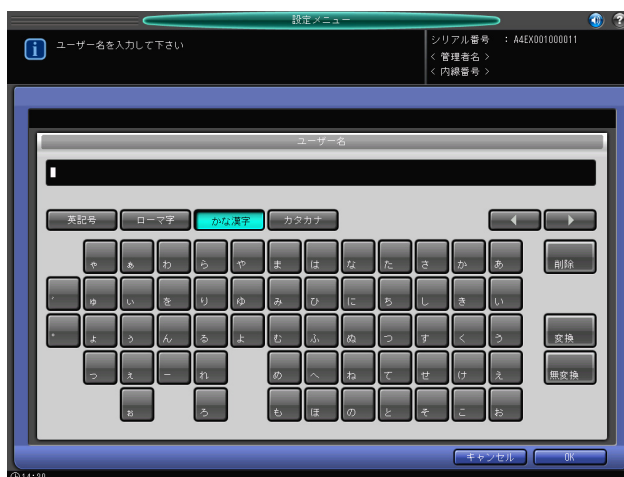 設定メニュー
ユーザー名を入力して下さい
シリアル番号 : A4EX001000011
< 管理者名 >
< 内線番号 >
ユーザー名
英記号 ローマ字 かな漢字 カタカナ
ゃ ぁ わ ら や ま は な た さ か あ 削除
゛ ゅ ぃ を り ゆ み ひ に ち し き い
゜ ょ ぅ ん る よ む ふ ぬ つ す く う 変換
っ ぇ ー れ め へ ね て せ け え 無変換
ぉ ろ も ほ の と そ こ お
キャンセル OK
14:20